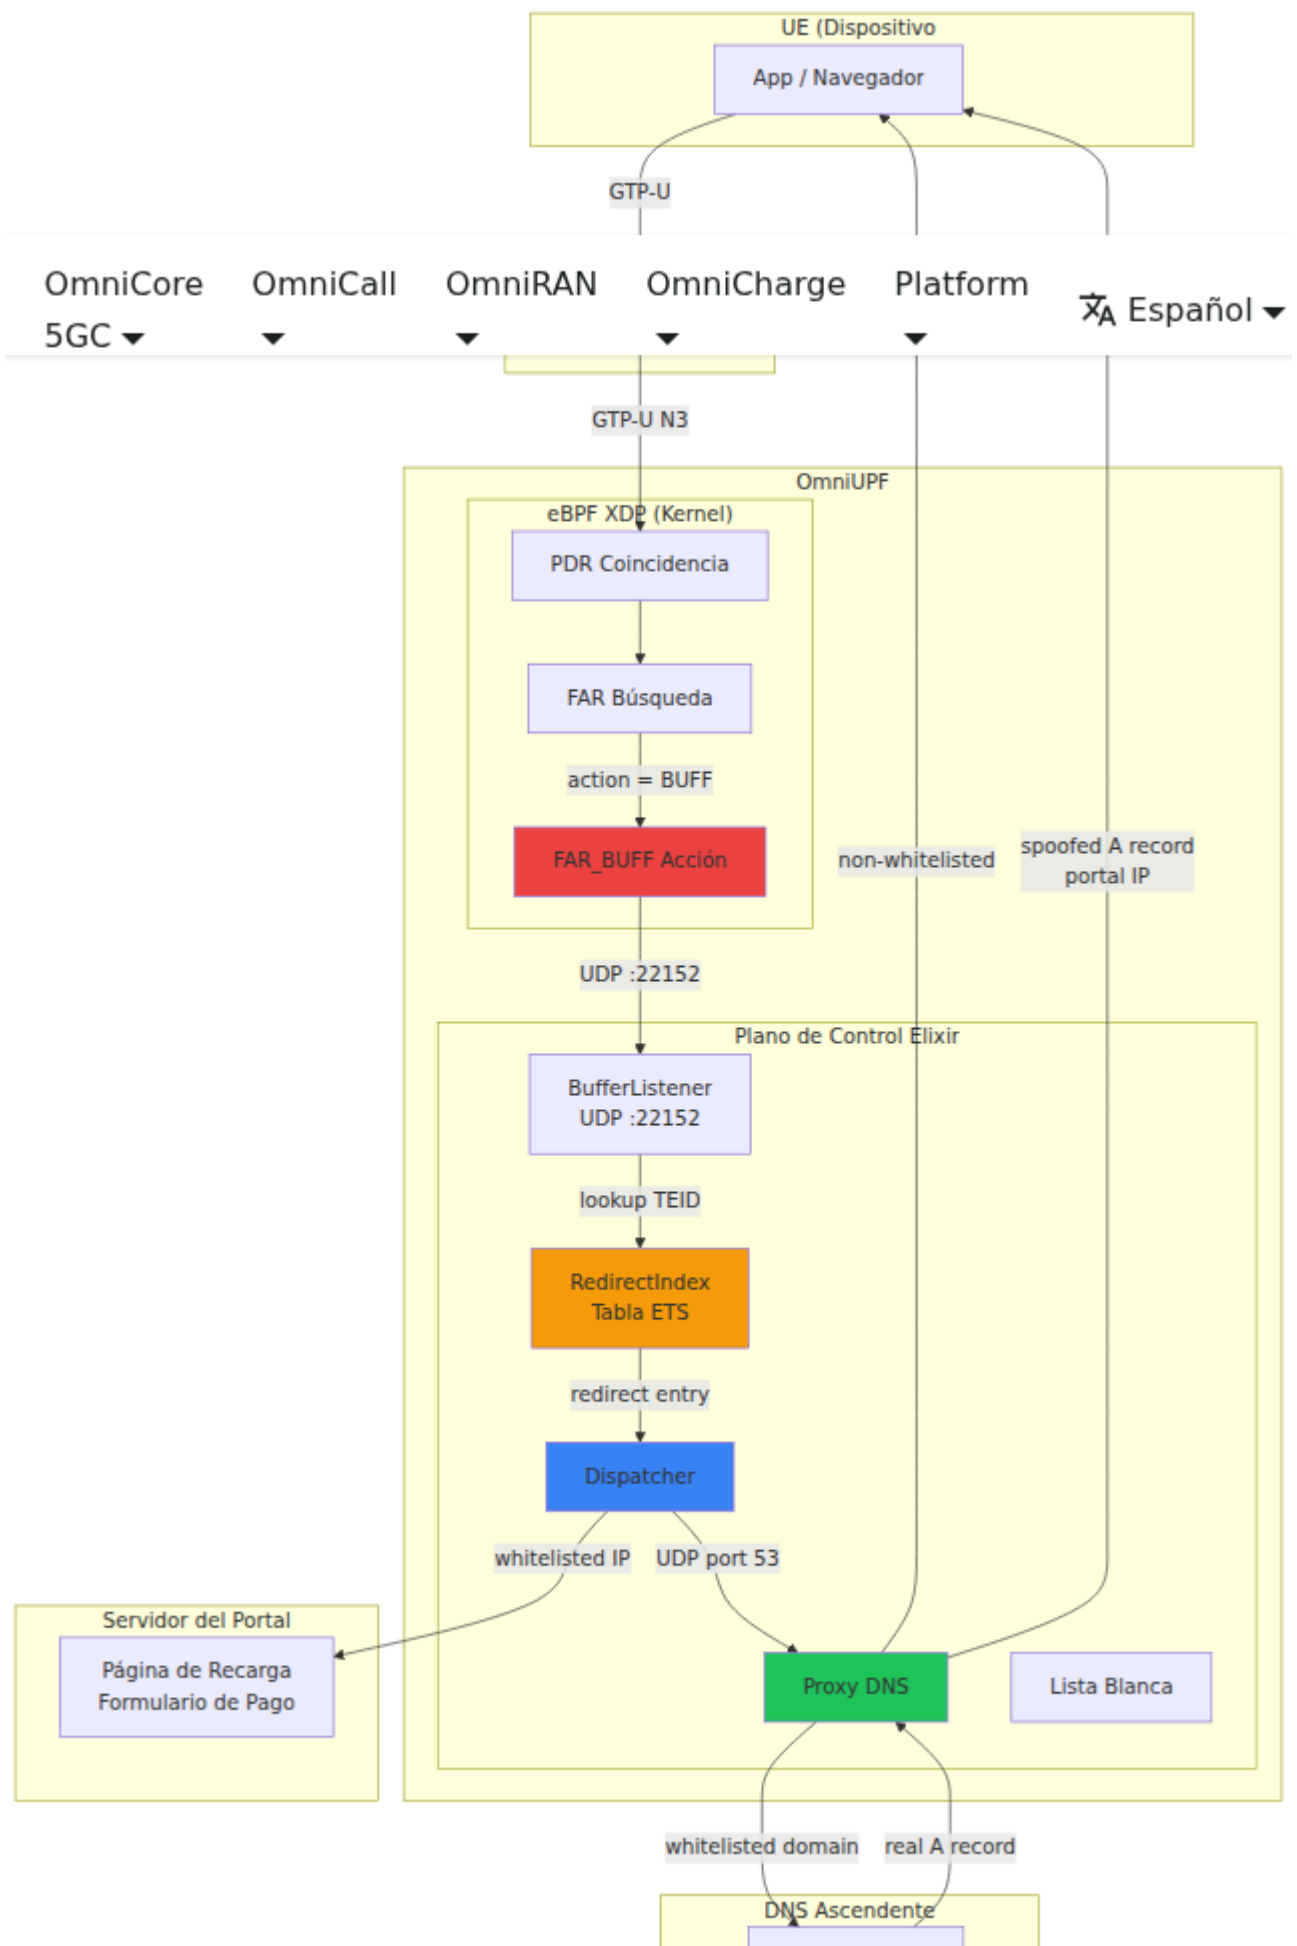 UE (Dispositivo
App / Navegador
GTP-U
OmniCore 5GC
OmniCall
OmniRAN
OmniCharge
Platform
Español
GTP-U N3
OmniUPF
eBPF XDP (Kernel)
PDR Coincidencia
FAR Búsqueda
action = BUFF
FAR_BUFF Acción
non-whitelisted
spoofed A record
portal IP
UDP :22152
Plano de Control Elixir
BufferListener
UDP :22152
lookup TEID
RedirectIndex
Tabla ETS
redirect entry
Dispatcher
whitelisted IP
UDP port 53
Servidor del Portal
Página de Recarga
Formulario de Pago
Proxy DNS
Lista Blanca
whitelisted domain
real A record
DNS Ascendente